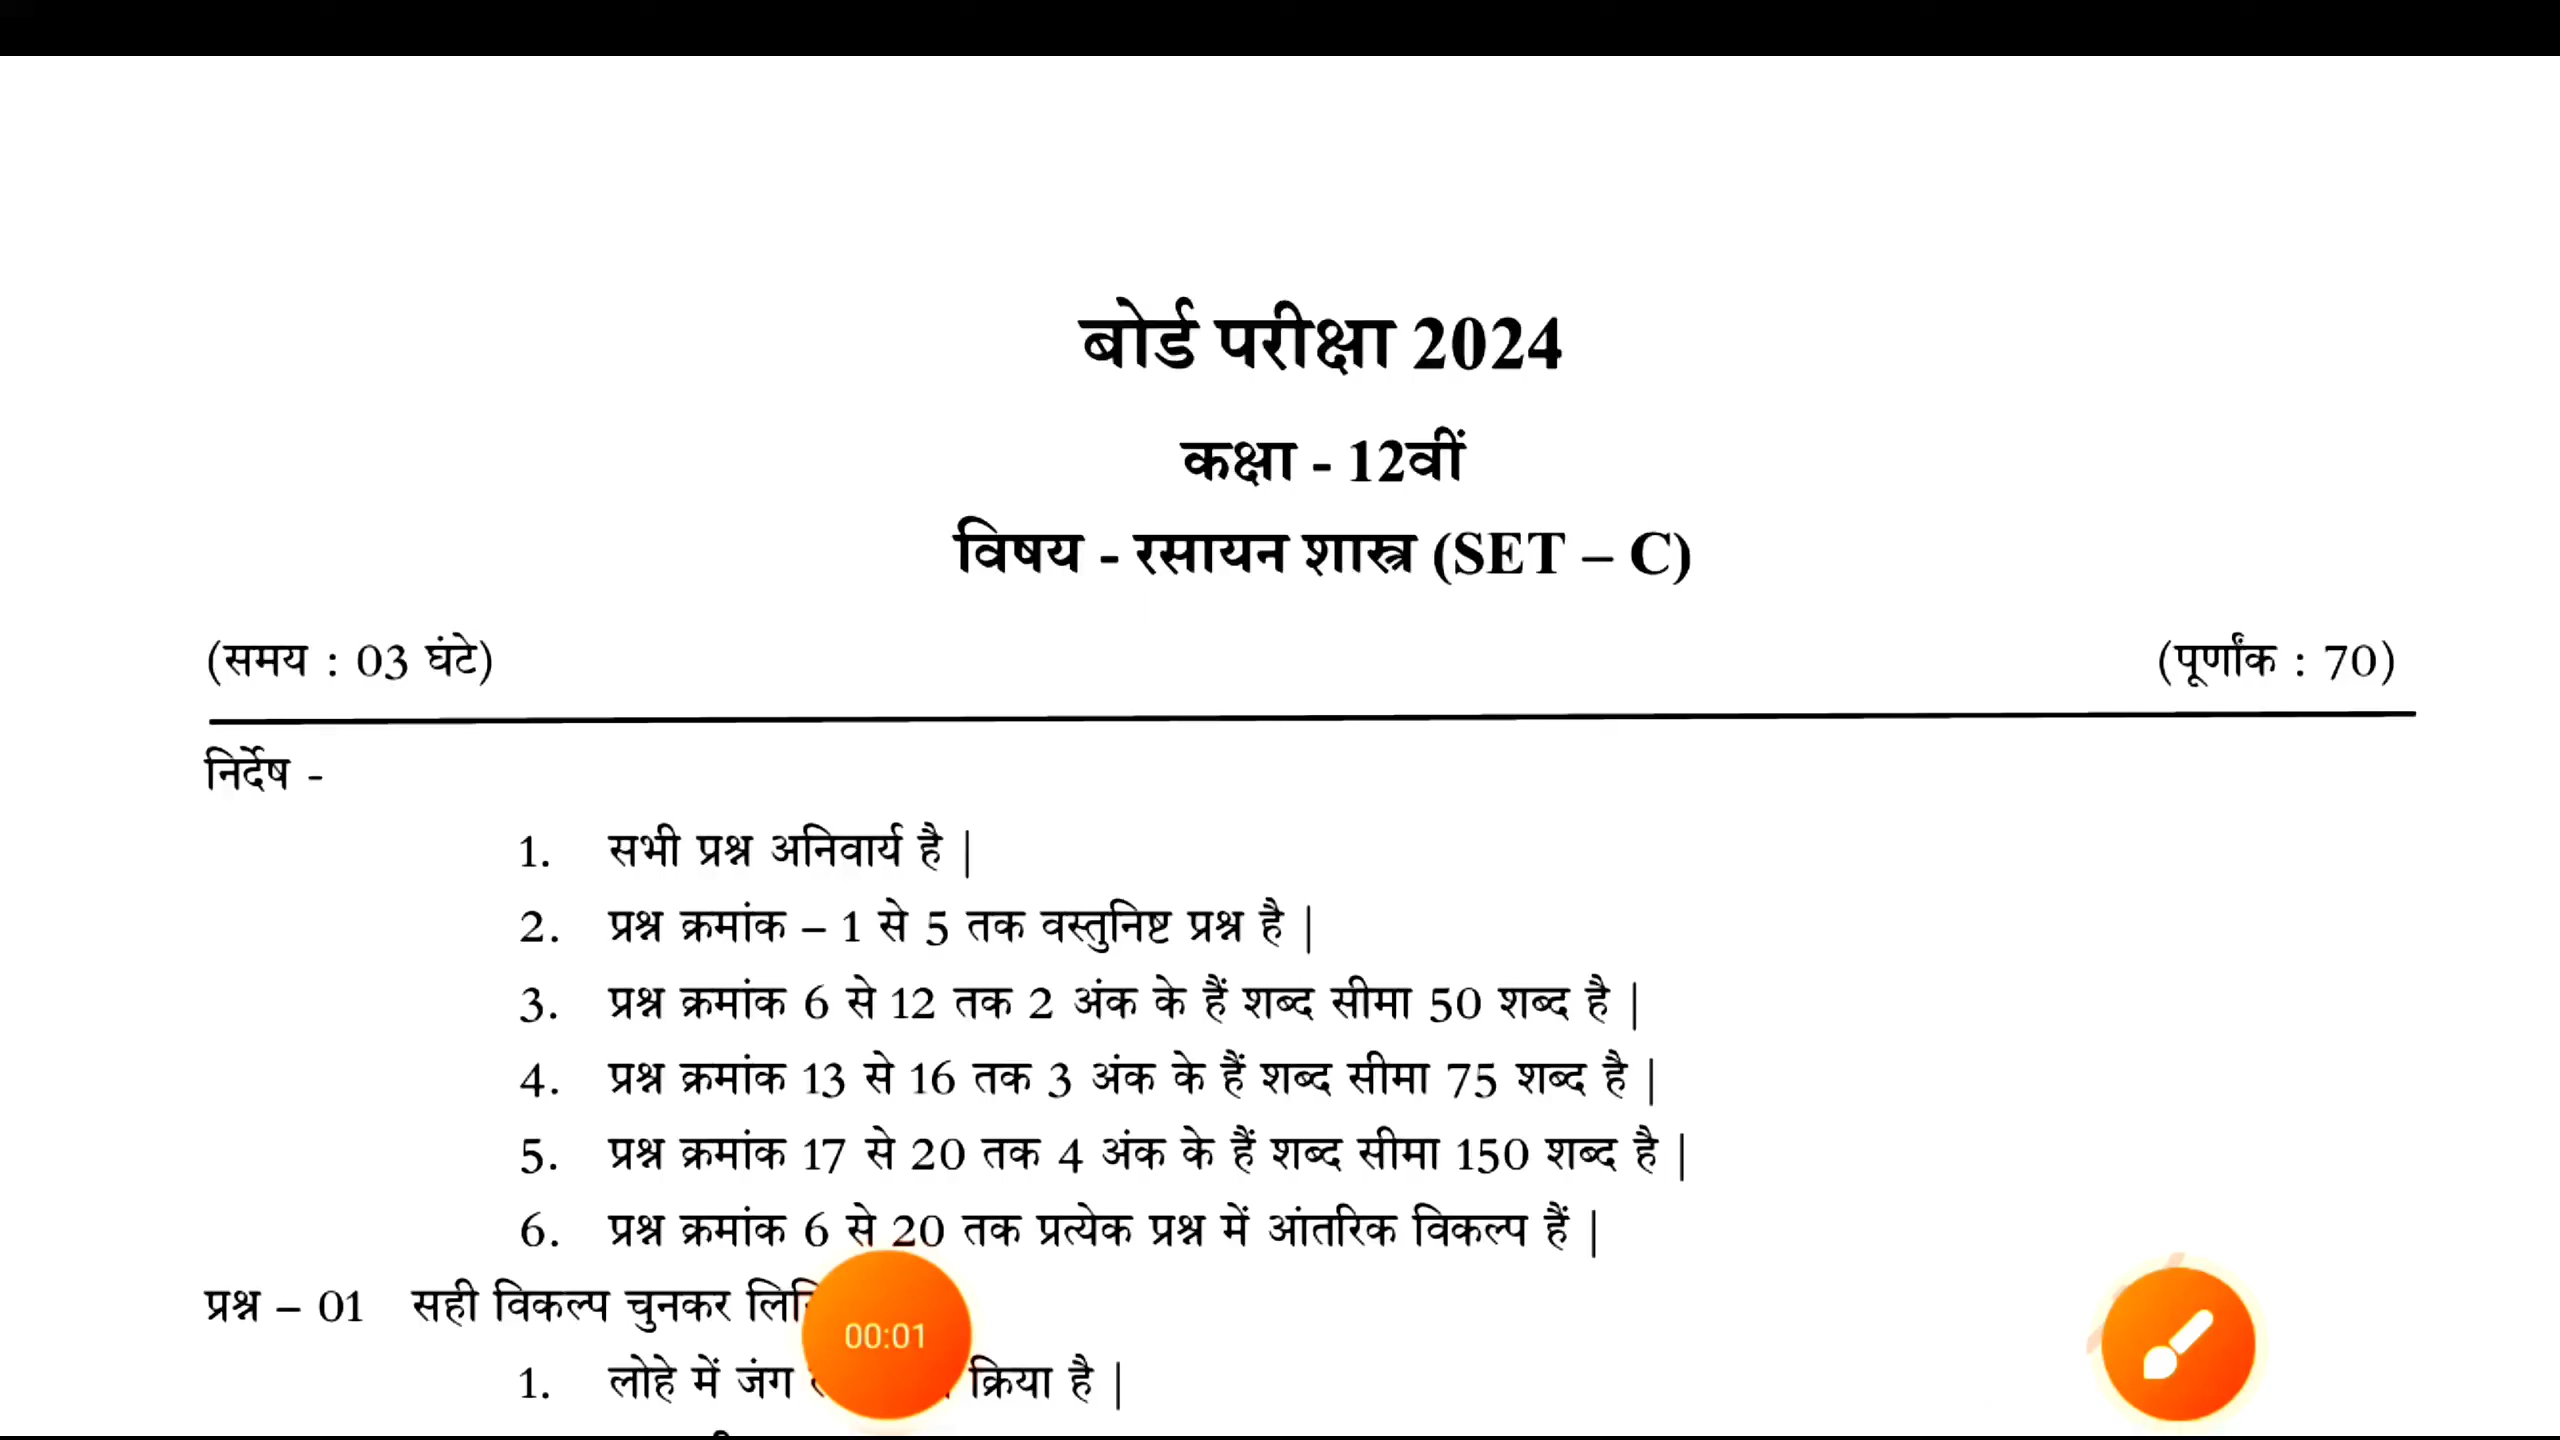 बोर्ड परीक्षा 2024
कक्षा - 12वीं
विषय - रसायन शास्त्र (SET – C)
(समय : 03 घंटे) (पूर्णांक : 70)
निर्देष -
1. सभी प्रश्न अनिवार्य है |
2. प्रश्न क्रमांक – 1 से 5 तक वस्तुनिष्ट प्रश्न है |
3. प्रश्न क्रमांक 6 से 12 तक 2 अंक के हैं शब्द सीमा 50 शब्द है |
4. प्रश्न क्रमांक 13 से 16 तक 3 अंक के हैं शब्द सीमा 75 शब्द है |
5. प्रश्न क्रमांक 17 से 20 तक 4 अंक के हैं शब्द सीमा 150 शब्द है |
6. प्रश्न क्रमांक 6 से 20 तक प्रत्येक प्रश्न में आंतरिक विकल्प हैं |
प्रश्न – 01 सही विकल्प चुनकर
00:01
1. लोहे में जंग क्रिया है |